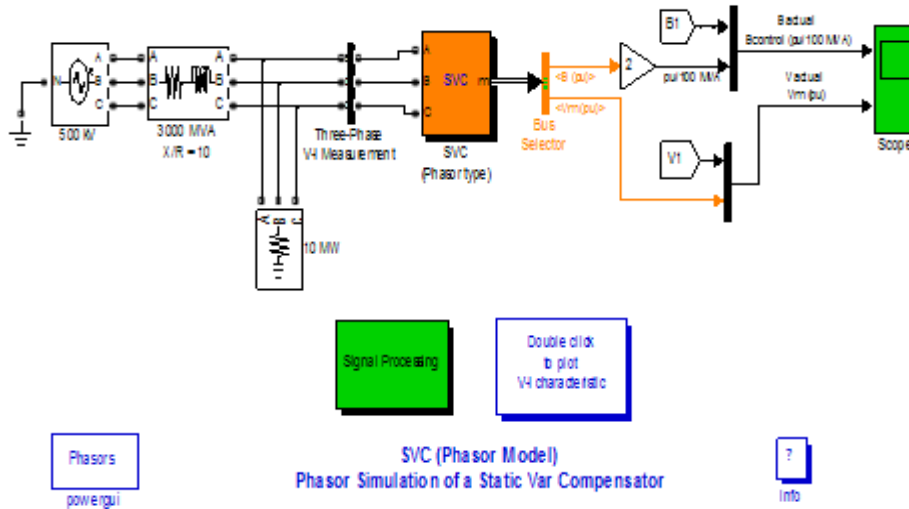 N
A
B
C
500 kV
A
B
C
A
B
C
3000 MVA
X/R = 10
A
B
C
10 MW
Three-Phase
V-I Measurement
A
B
C
SVC
m
SVC
(Phasor type)
<B (pu)>
<Vm (pu)>
Bus
Selector
2
pu/100 MVA
B1
V1
Bactual
Bcontrol (pu/100 MVA)
Vactual
Vm (pu)
Scope
Signal Processing
Double click
to plot
V-I characteristic
Phasors
powergui
SVC (Phasor Model)
Phasor Simulation of a Static Var Compensator
?
Info